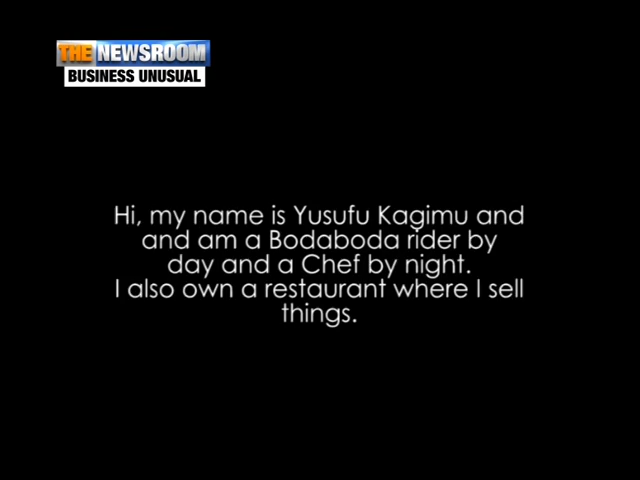 THE NEWSROOM
BUSINESS UNUSUAL
Hi, my name is Yusufu Kagimu and
and am a Bodaboda rider by
day and a Chef by night.
I also own a restaurant where I sell
things.